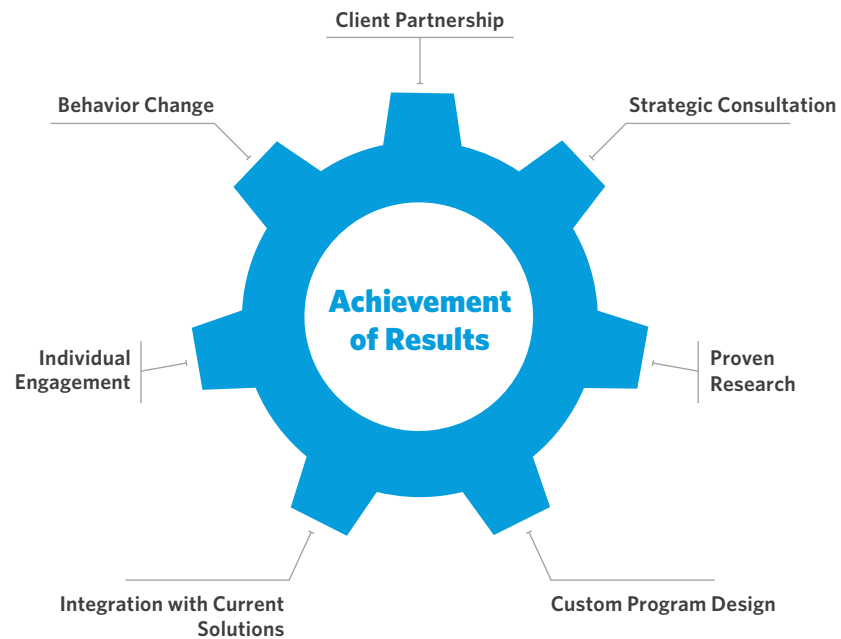 Client Partnership
Behavior Change
Strategic Consultation
Achievement
of Results
Individual
Engagement
Proven
Research
Integration with Current
Solutions
Custom Program Design